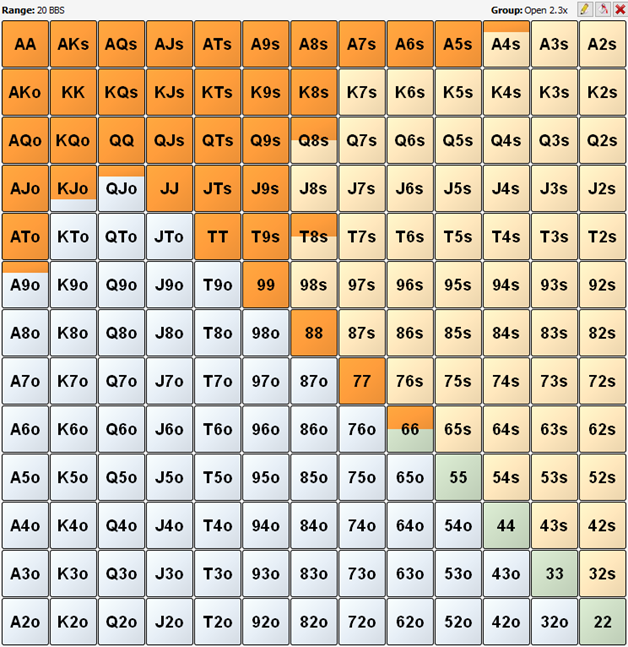 Range: 20 BBS Group: Open 2.3x
AA AKs AQs AJs ATs A9s A8s A7s A6s A5s A4s A3s A2s
AKo KK KQs KJs KTs K9s K8s K7s K6s K5s K4s K3s K2s
AQo KQo QQ QJs QTs Q9s Q8s Q7s Q6s Q5s Q4s Q3s Q2s
AJo KJo QJo JJ JTs J9s J8s J7s J6s J5s J4s J3s J2s
ATo KTo QTo JTo TT T9s T8s T7s T6s T5s T4s T3s T2s
A9o K9o Q9o J9o T9o 99 98s 97s 96s 95s 94s 93s 92s
A8o K8o Q8o J8o T8o 98o 88 87s 86s 85s 84s 83s 82s
A7o K7o Q7o J7o T7o 97o 87o 77 76s 75s 74s 73s 72s
A6o K6o Q6o J6o T6o 96o 86o 76o 66 65s 64s 63s 62s
A5o K5o Q5o J5o T5o 95o 85o 75o 65o 55 54s 53s 52s
A4o K4o Q4o J4o T4o 94o 84o 74o 64o 54o 44 43s 42s
A3o K3o Q3o J3o T3o 93o 83o 73o 63o 53o 43o 33 32s
A2o K2o Q2o J2o T2o 92o 82o 72o 62o 52o 42o 32o 22